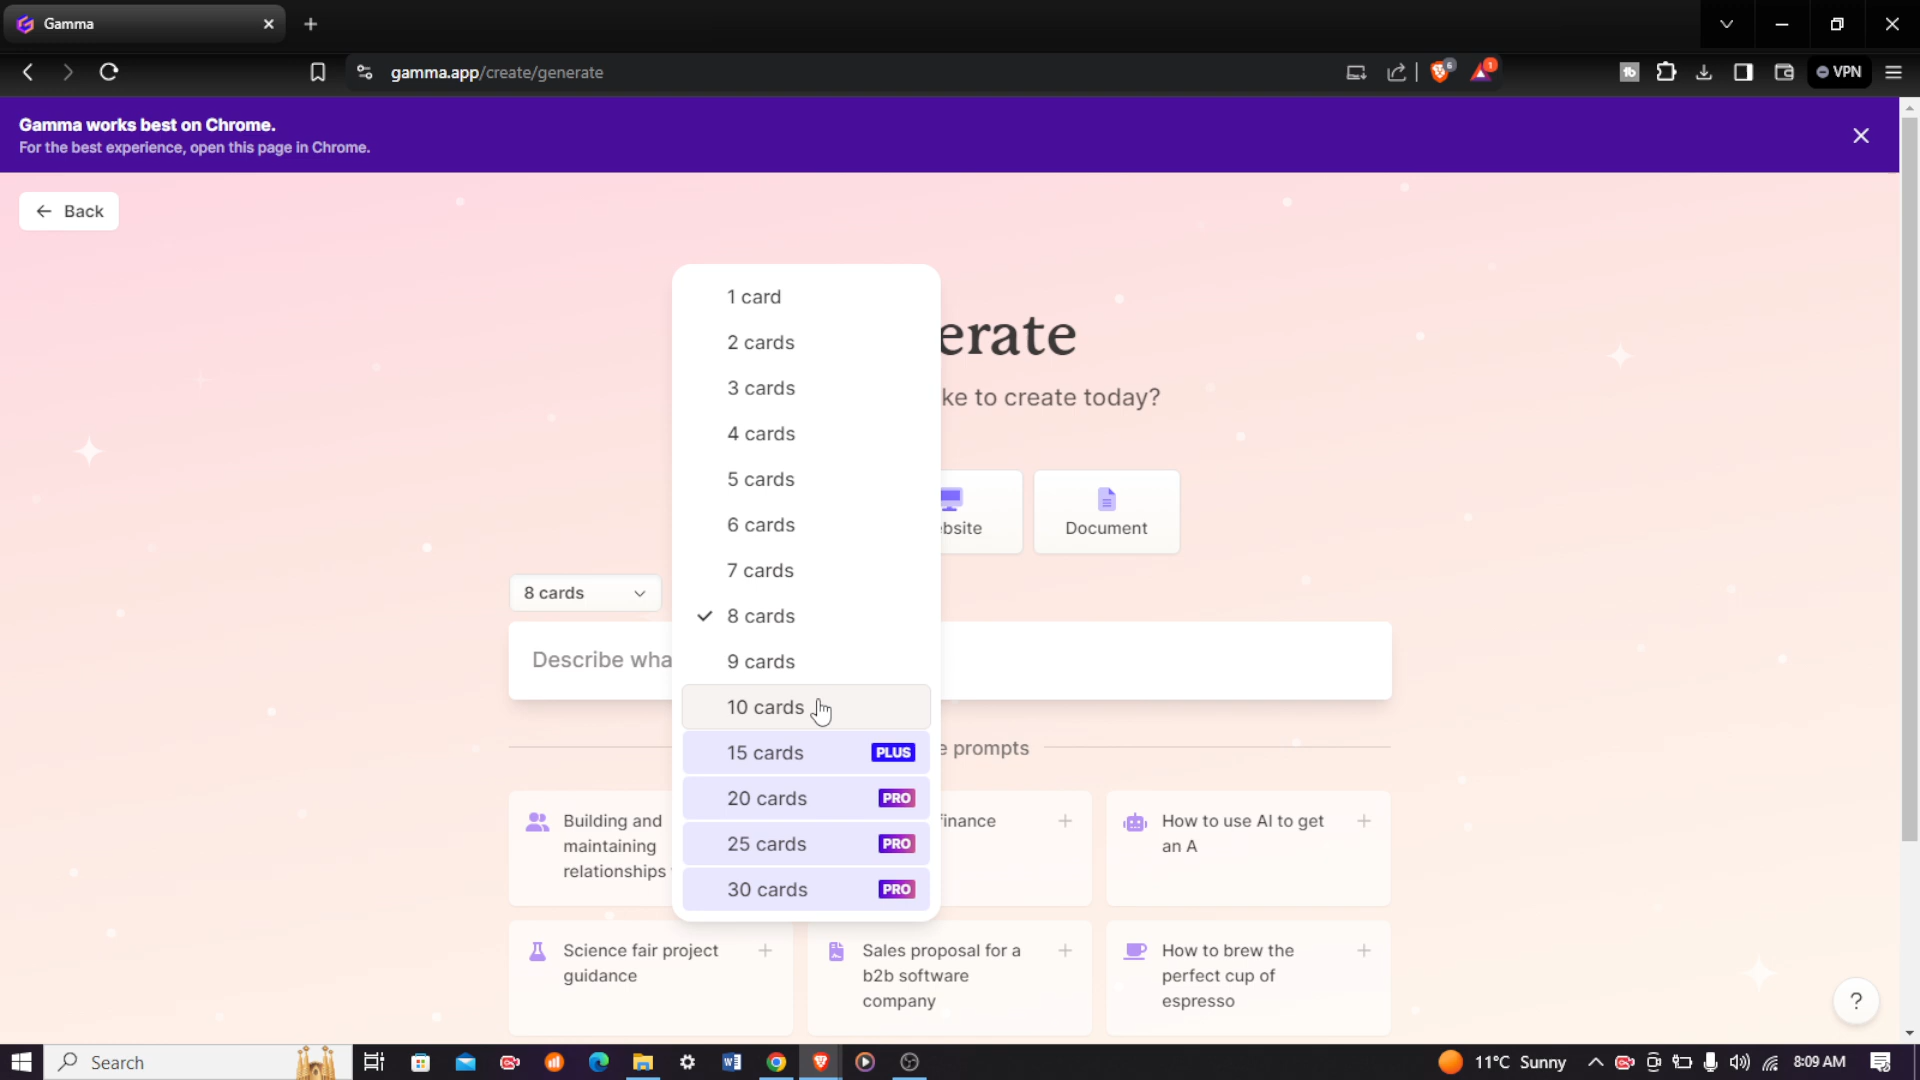 Gamma
gamma.app/create/generate
6
1
VPN
Gamma works best on Chrome.
For the best experience, open this page in Chrome.
Back
erate
ke to create today?
bsite
Document
8 cards
Describe wha
1 card
2 cards
3 cards
4 cards
5 cards
6 cards
7 cards
8 cards
9 cards
10 cards
15 cards PLUS
20 cards PRO
25 cards PRO
30 cards PRO
e prompts
Building and
maintaining
relationships
finance
How to use AI to get
an A
Science fair project
guidance
Sales proposal for a
b2b software
company
How to brew the
perfect cup of
espresso
?
Search
11°C Sunny
8:09 AM